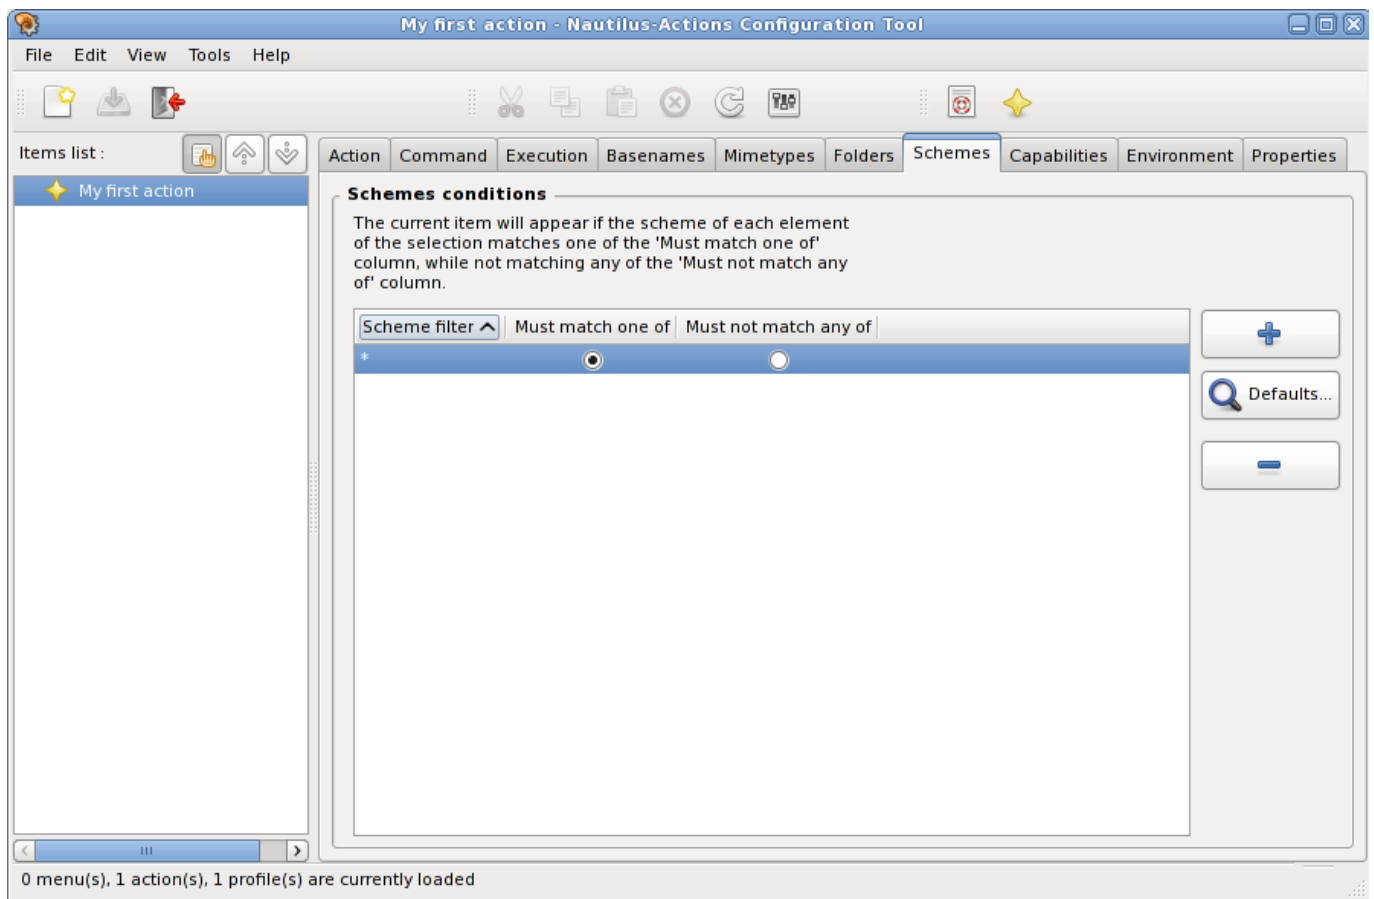 My first action - Nautilus-Actions Configuration Tool
File Edit View Tools Help
Items list :
Action Command Execution Basenames Mimetypes Folders Schemes Capabilities Environment Properties
My first action
Schemes conditions
The current item will appear if the scheme of each element
of the selection matches one of the 'Must match one of'
column, while not matching any of the 'Must not match any
of' column.
Scheme filter Must match one of Must not match any of
*
Defaults...
0 menu(s), 1 action(s), 1 profile(s) are currently loaded